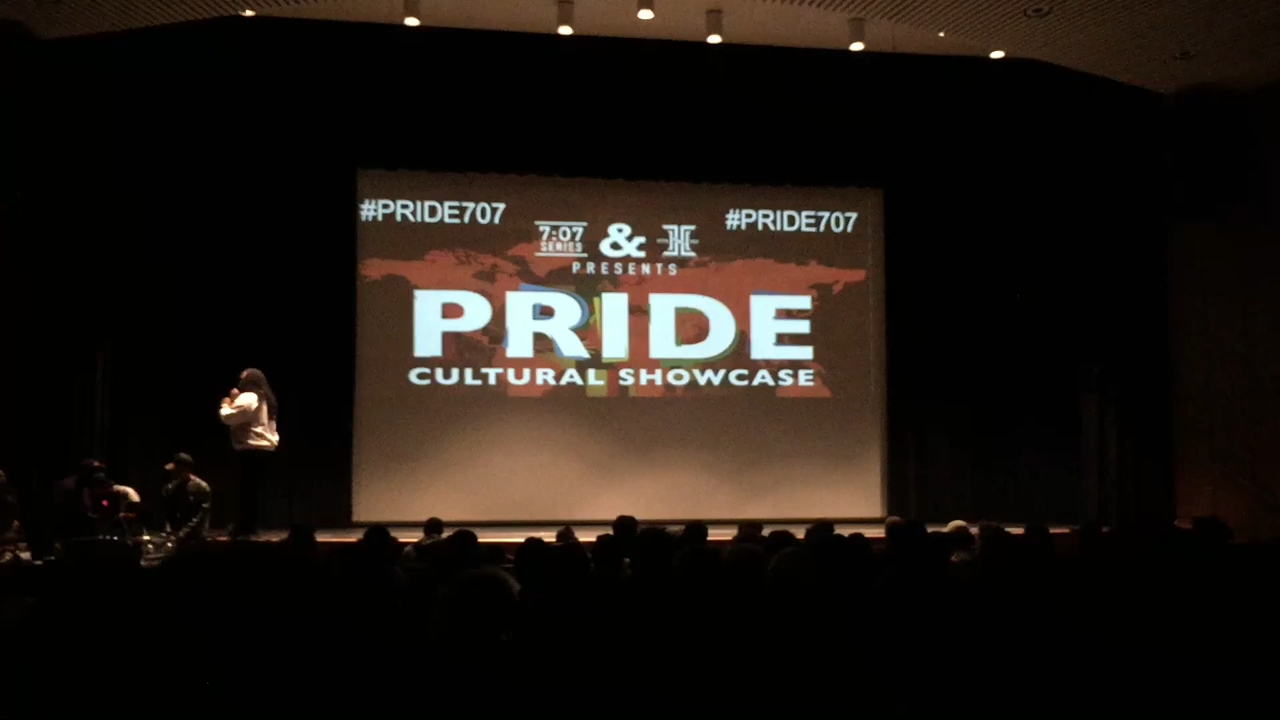 #PRIDE707
#PRIDE707
7:07 &
SERIES
PRESENTS
PRIDE
CULTURAL SHOWCASE